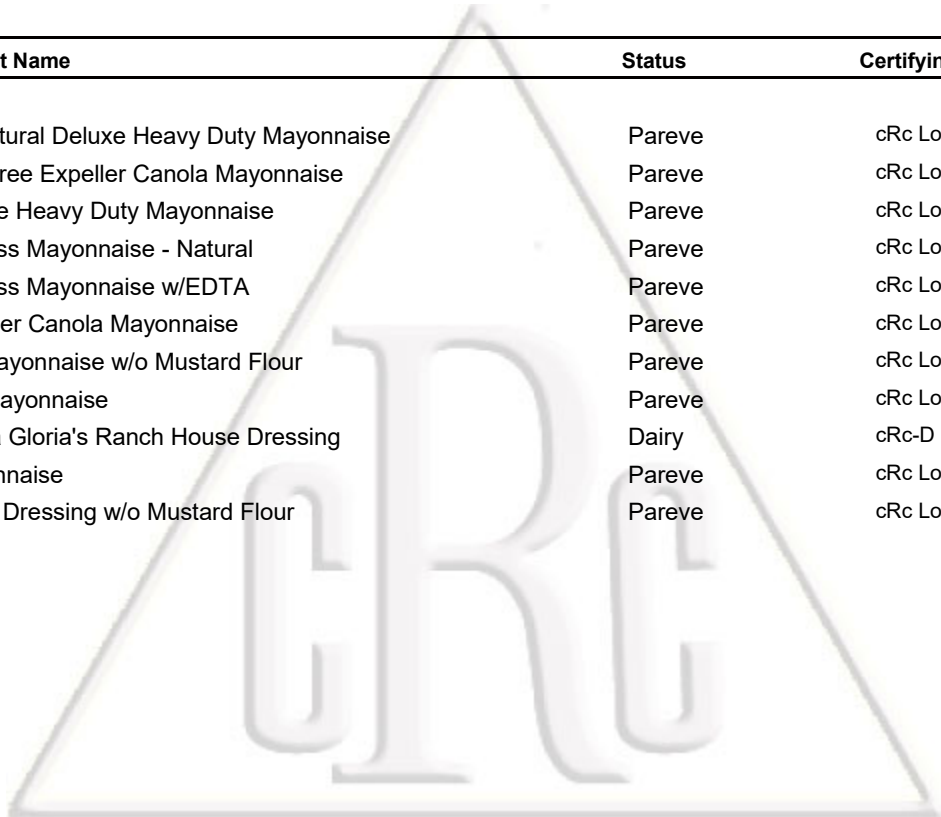 t Name Status Certifyin
tural Deluxe Heavy Duty Mayonnaise Pareve cRc Lo
ree Expeller Canola Mayonnaise Pareve cRc Lo
e Heavy Duty Mayonnaise Pareve cRc Lo
ss Mayonnaise - Natural Pareve cRc Lo
ss Mayonnaise w/EDTA Pareve cRc Lo
er Canola Mayonnaise Pareve cRc Lo
ayonnaise w/o Mustard Flour Pareve cRc Lo
ayonnaise Pareve cRc Lo
a Gloria's Ranch House Dressing Dairy cRc-D
nnaise Pareve cRc Lo
Dressing w/o Mustard Flour Pareve cRc Lo
cRc